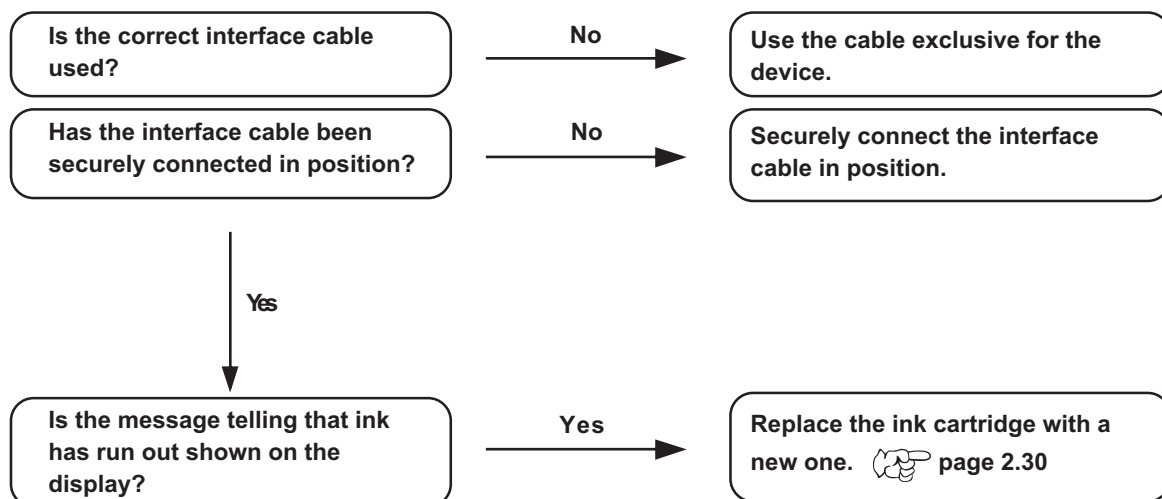 Is the correct interface cable
used?
No
Use the cable exclusive for the
device.
Has the interface cable been
securely connected in position?
No
Securely connect the interface
cable in position.
Yes
Is the message telling that ink
has run out shown on the
display?
Yes
Replace the ink cartridge with a
new one. page 2.30